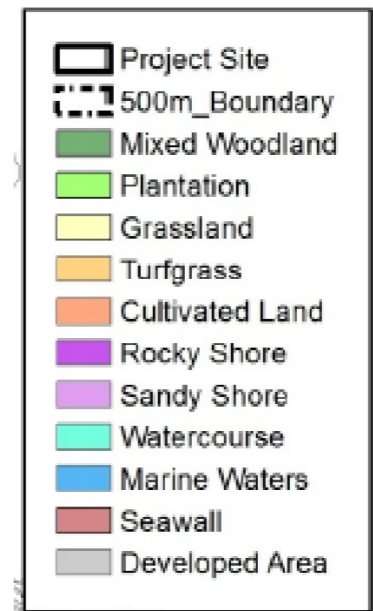 Project Site
500m_Boundary
Mixed Woodland
Plantation
Grassland
Turfgrass
Cultivated Land
Rocky Shore
Sandy Shore
Watercourse
Marine Waters
Seawall
Developed Area